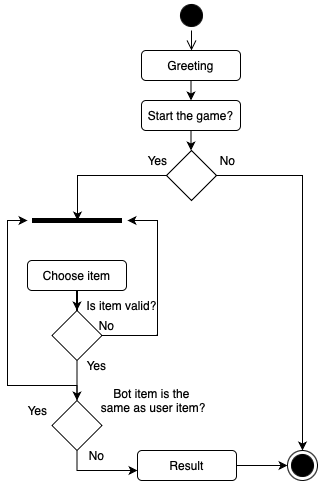 Greeting
Start the game?
Yes
No
Choose item
Is item valid?
No
Yes
Bot item is the
same as user item?
Yes
No
Result